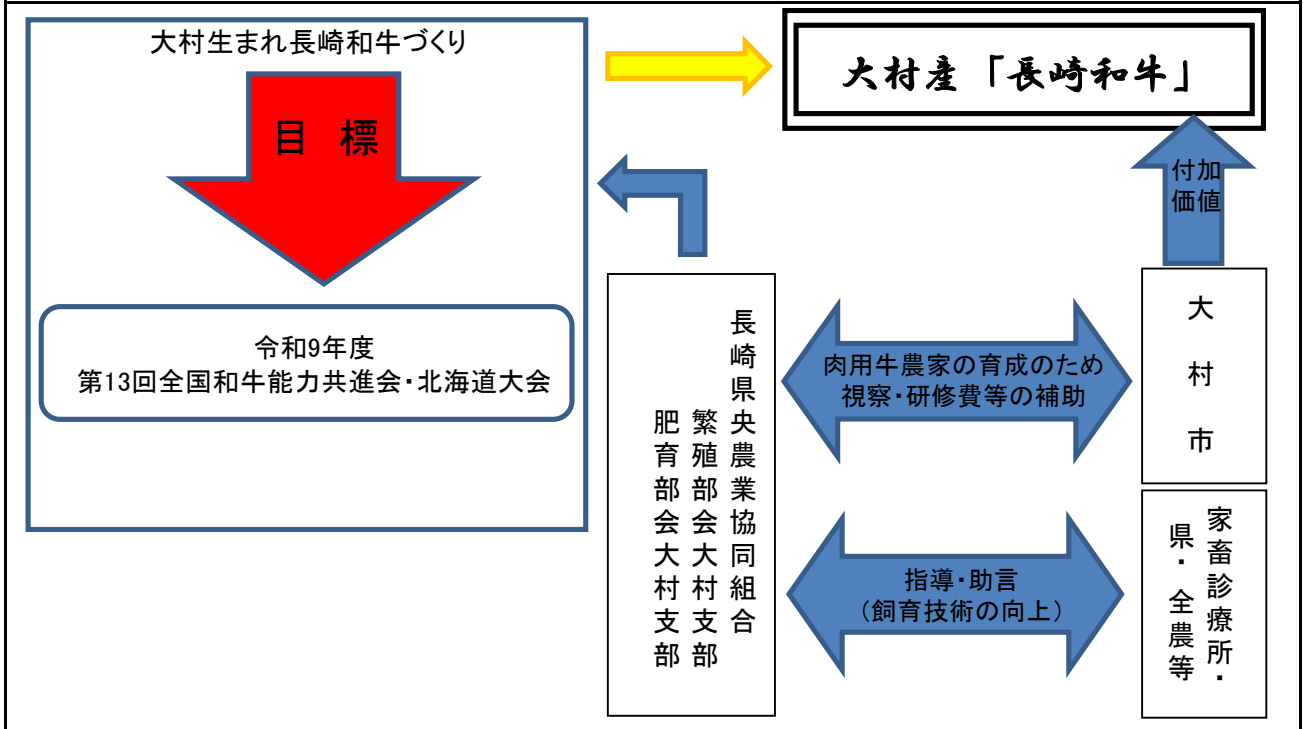 大村生まれ長崎和牛づくり
目　標
令和9年度
第13回全国和牛能力共進会・北海道大会
大村産「長崎和牛」
付加
価値
長崎県央農業協同組合
繁殖部会大村支部
肥育部会大村支部
肉用牛農家の育成のため
視察・研修費等の補助
大村市
指導・助言
（飼育技術の向上）
家畜診療所・
県・全農等